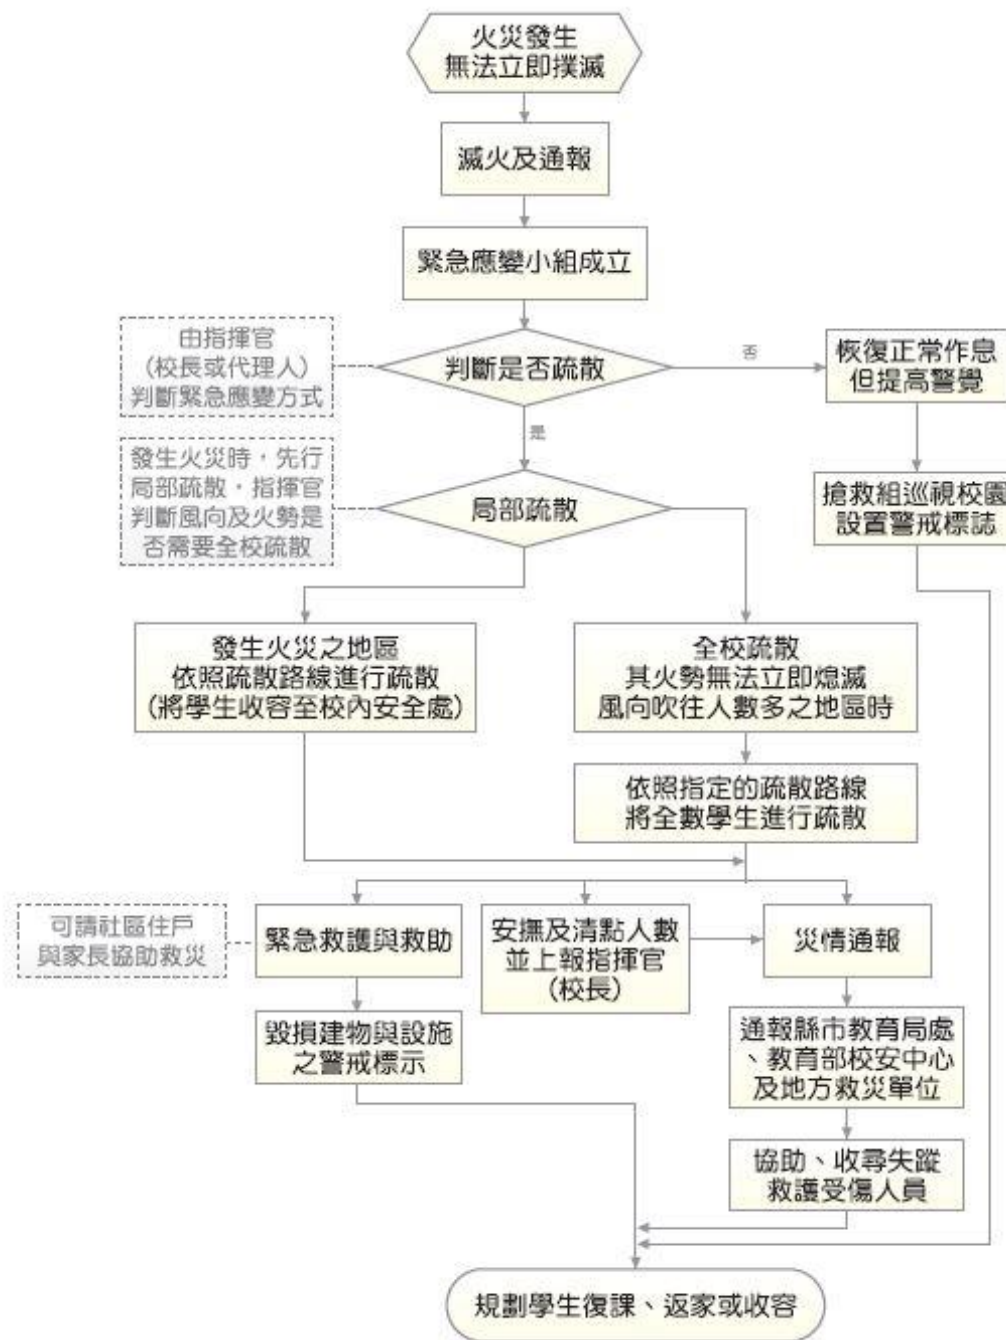 火災發生
無法立即撲滅
滅火及通報
緊急應變小組成立
由指揮官
(校長或代理人)
判斷緊急應變方式
判斷是否疏散
否
恢復正常作息
但提高警覺
是
發生火災時，先行
局部疏散，指揮官
判斷風向及火勢是
否需要全校疏散
局部疏散
搶救組巡視校園
設置警戒標誌
發生火災之地區
依照疏散路線進行疏散
(將學生收容至校內安全處)
全校疏散
其火勢無法立即熄滅
風向吹往人數多之地區時
依照指定的疏散路線
將全數學生進行疏散
可請社區住戶
與家長協助救災
緊急救護與救助
安撫及清點人數
並上報指揮官
(校長)
災情通報
毀損建物與設施
之警戒標示
通報縣市教育局處
、教育部校安中心
及地方救災單位
協助、收尋失蹤
救護受傷人員
規劃學生復課、返家或收容